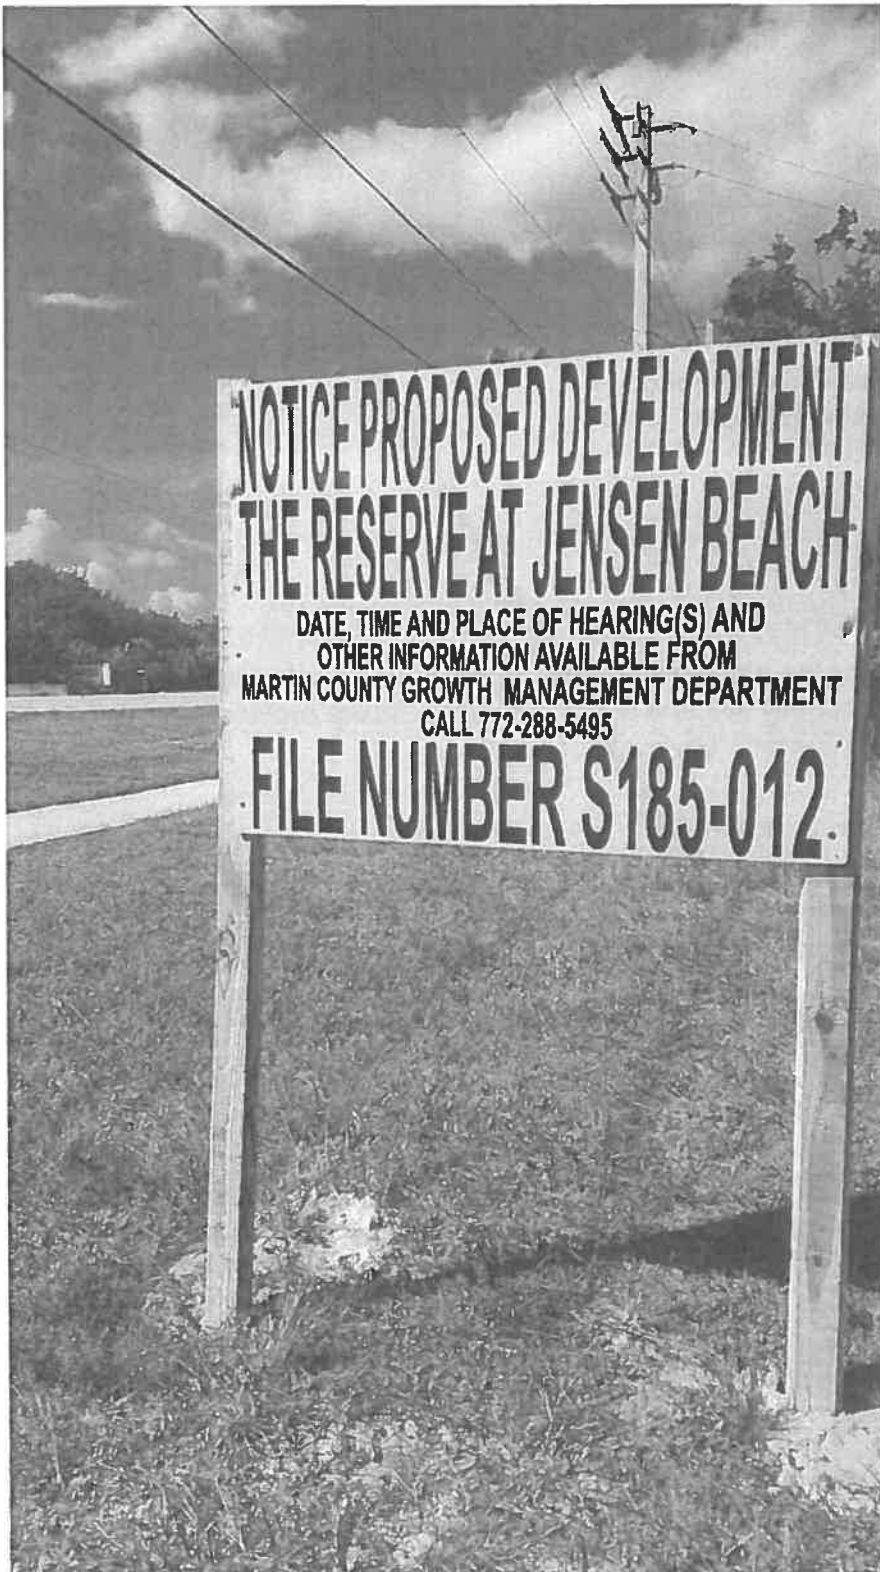 NOTICE PROPOSED DEVELOPMENT
THE RESERVE AT JENSEN BEACH
DATE, TIME AND PLACE OF HEARING(S) AND
OTHER INFORMATION AVAILABLE FROM
MARTIN COUNTY GROWTH MANAGEMENT DEPARTMENT
CALL 772-288-5495
FILE NUMBER S185-012